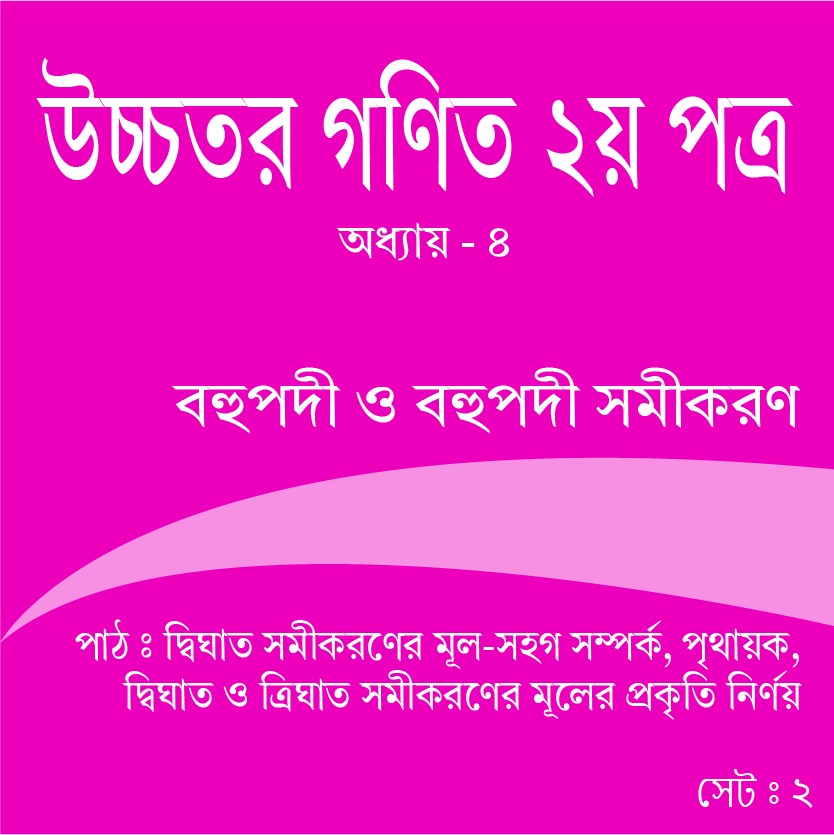 উচ্চতর গণিত ২য় পত্র
অধ্যায় - ৪
বহুপদী ও বহুপদী সমীকরণ
পাঠ ঃ দ্বিঘাত সমীকরণের মূল-সহগ সম্পর্ক, পৃথায়ক,
দ্বিঘাত ও ত্রিঘাত সমীকরণের মূলের প্রকৃতি নির্ণয়
সেট ঃ ২